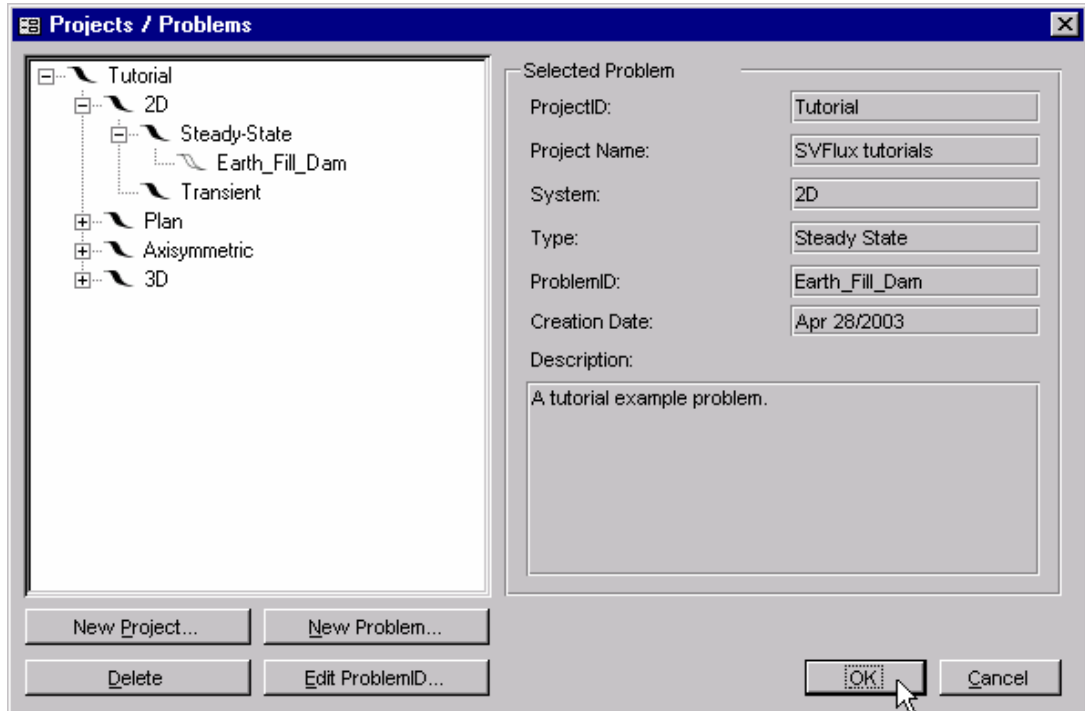 Projects / Problems
Tutorial
2D
Steady-State
Earth_Fill_Dam
Transient
Plan
Axisymmetric
3D
Selected Problem
ProjectID: Tutorial
Project Name: SVFlux tutorials
System: 2D
Type: Steady State
ProblemID: Earth_Fill_Dam
Creation Date: Apr 28/2003
Description:
A tutorial example problem.
New Project... New Problem...
Delete Edit ProblemID... OK Cancel